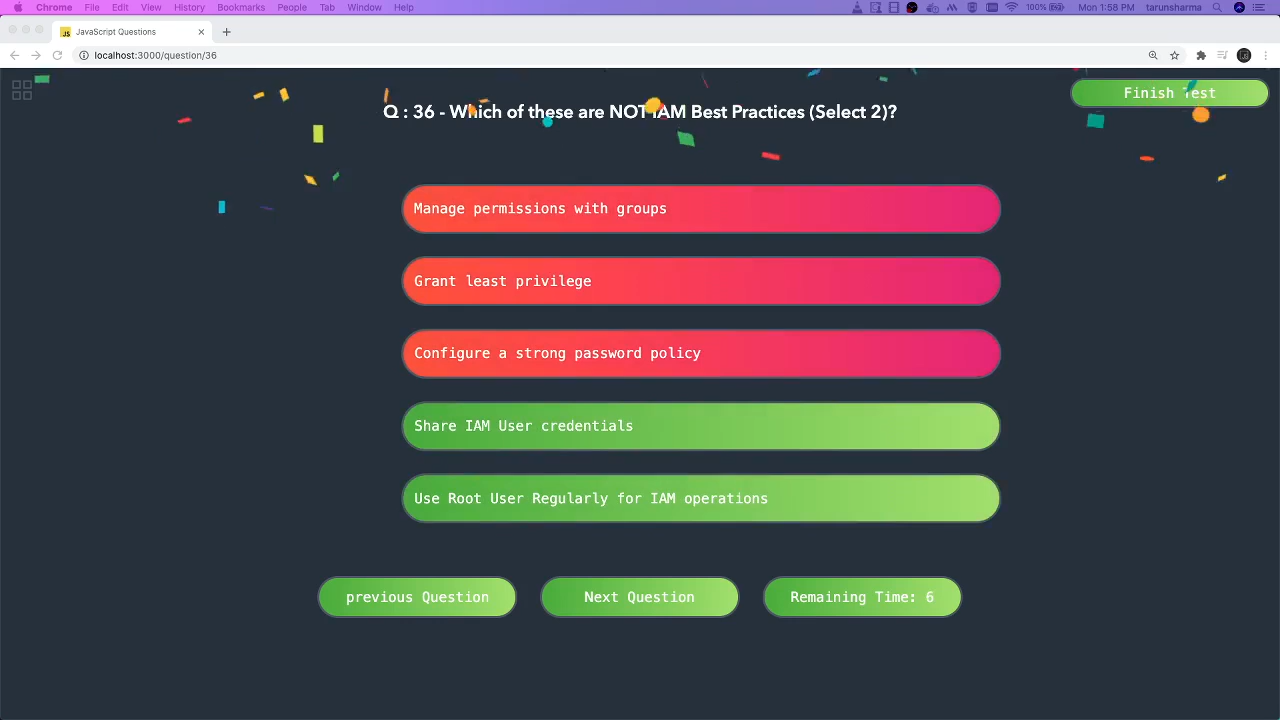 Chrome File Edit View History Bookmarks People Tab Window Help 100% Mon 1:58 PM tarunsharma
JS JavaScript Questions
localhost:3000/question/36
Finish Test
Q : 36 - Which of these are NOT IAM Best Practices (Select 2)?
Manage permissions with groups
Grant least privilege
Configure a strong password policy
Share IAM User credentials
Use Root User Regularly for IAM operations
previous Question Next Question Remaining Time: 6